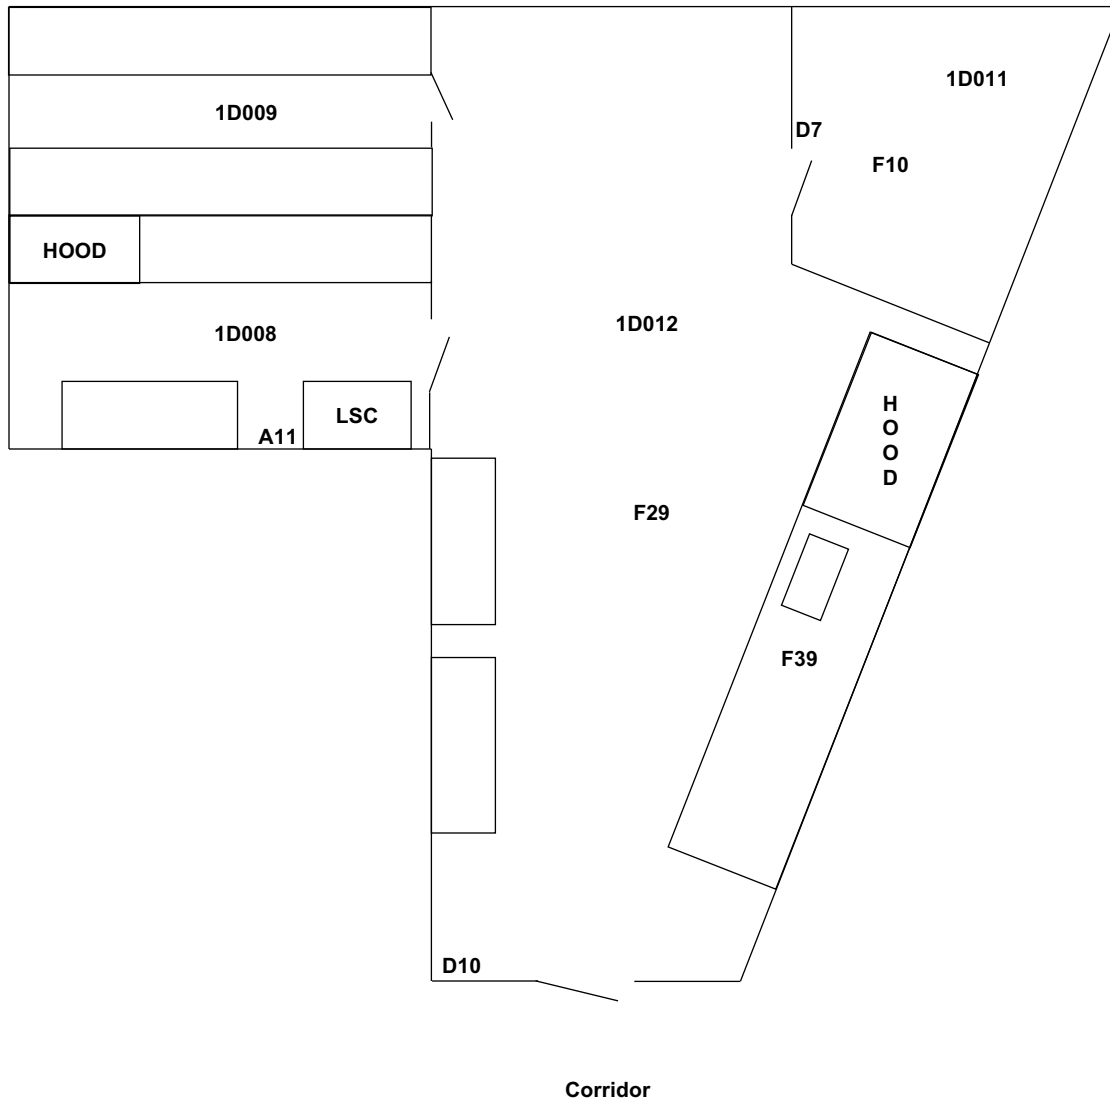 1D011
1D009
D7
F10
HOOD
1D012
1D008
LSC
A11
H
O
O
D
F29
F39
D10
Corridor